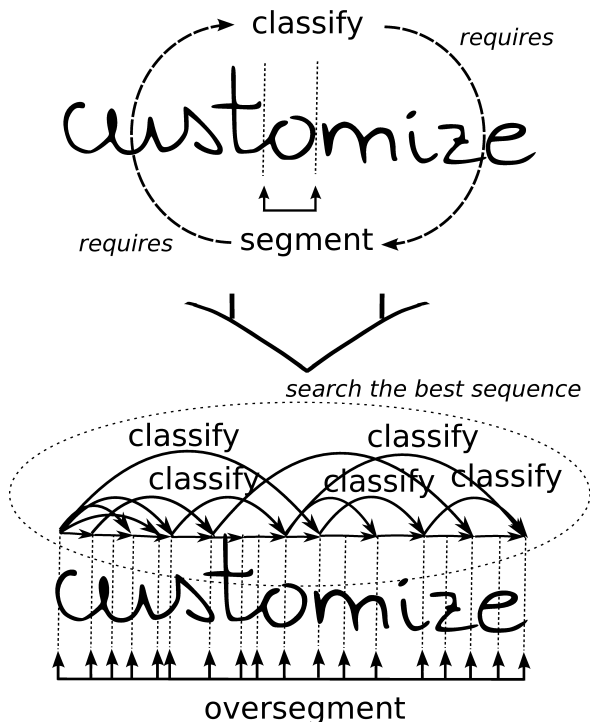 classify
requires
customize
requires
segment
search the best sequence
classify classify
classify classify classify
customize
oversegment